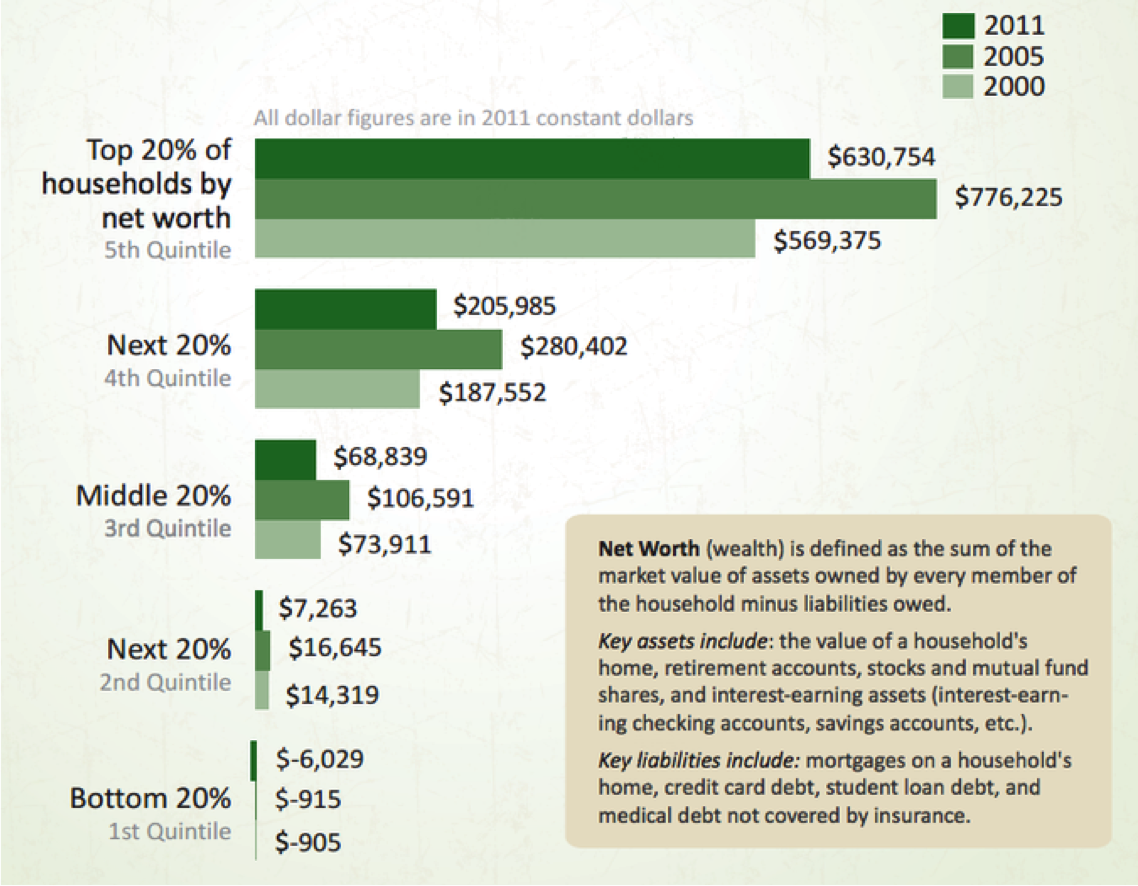 2011
2005
2000
All dollar figures are in 2011 constant dollars
Top 20% of
households by
net worth
5th Quintile
$630,754
$776,225
$569,375
Next 20%
4th Quintile
$205,985
$280,402
$187,552
Middle 20%
3rd Quintile
$68,839
$106,591
$73,911
Next 20%
2nd Quintile
$7,263
$16,645
$14,319
Bottom 20%
1st Quintile
$-6,029
$-915
$-905
Net Worth (wealth) is defined as the sum of the
market value of assets owned by every member of
the household minus liabilities owed.
Key assets include: the value of a household's
home, retirement accounts, stocks and mutual fund
shares, and interest-earning assets (interest-earn-
ing checking accounts, savings accounts, etc.).
Key liabilities include: mortgages on a household's
home, credit card debt, student loan debt, and
medical debt not covered by insurance.